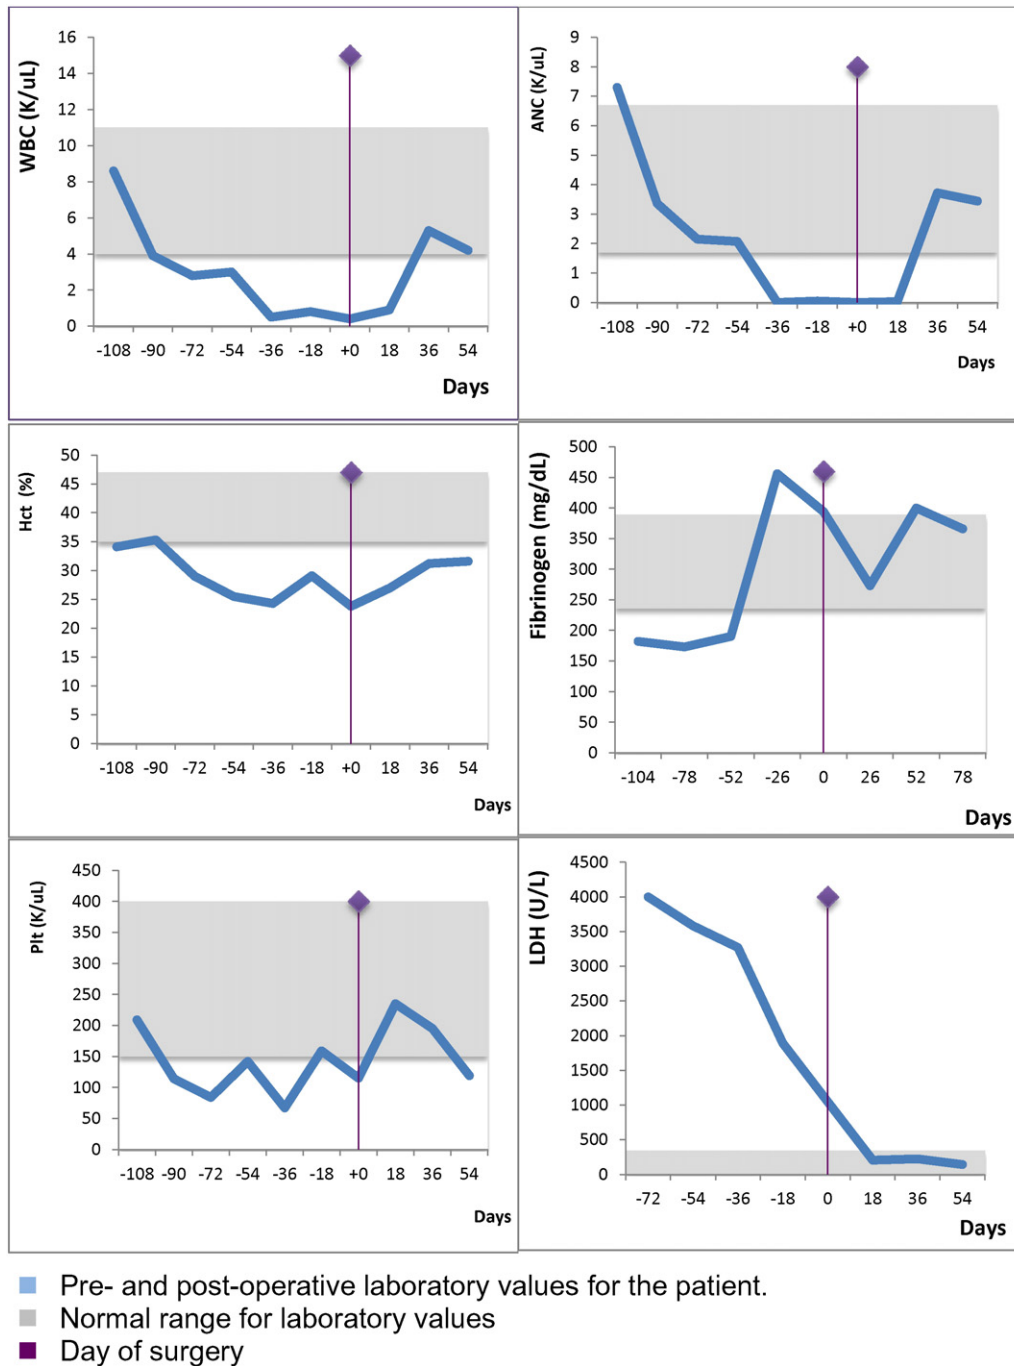 WBC (K/uL)
16
14
12
10
8
6
4
2
0
-108 -90 -72 -54 -36 -18 +0 18 36 54
Days
ANC (K/uL)
9
8
7
6
5
4
3
2
1
0
-108 -90 -72 -54 -36 -18 +0 18 36 54
Days
Hct (%)
50
45
40
35
30
25
20
15
10
5
0
-108 -90 -72 -54 -36 -18 +0 18 36 54
Days
Fibrinogen (mg/dL)
500
450
400
350
300
250
200
150
100
50
0
-104 -78 -52 -26 0 26 52 78
Days
Plt (K/uL)
450
400
350
300
250
200
150
100
50
0
-108 -90 -72 -54 -36 -18 +0 18 36 54
Days
LDH (U/L)
4500
4000
3500
3000
2500
2000
1500
1000
500
0
-72 -54 -36 -18 0 18 36 54
Days
Pre- and post-operative laboratory values for the patient.
Normal range for laboratory values
Day of surgery